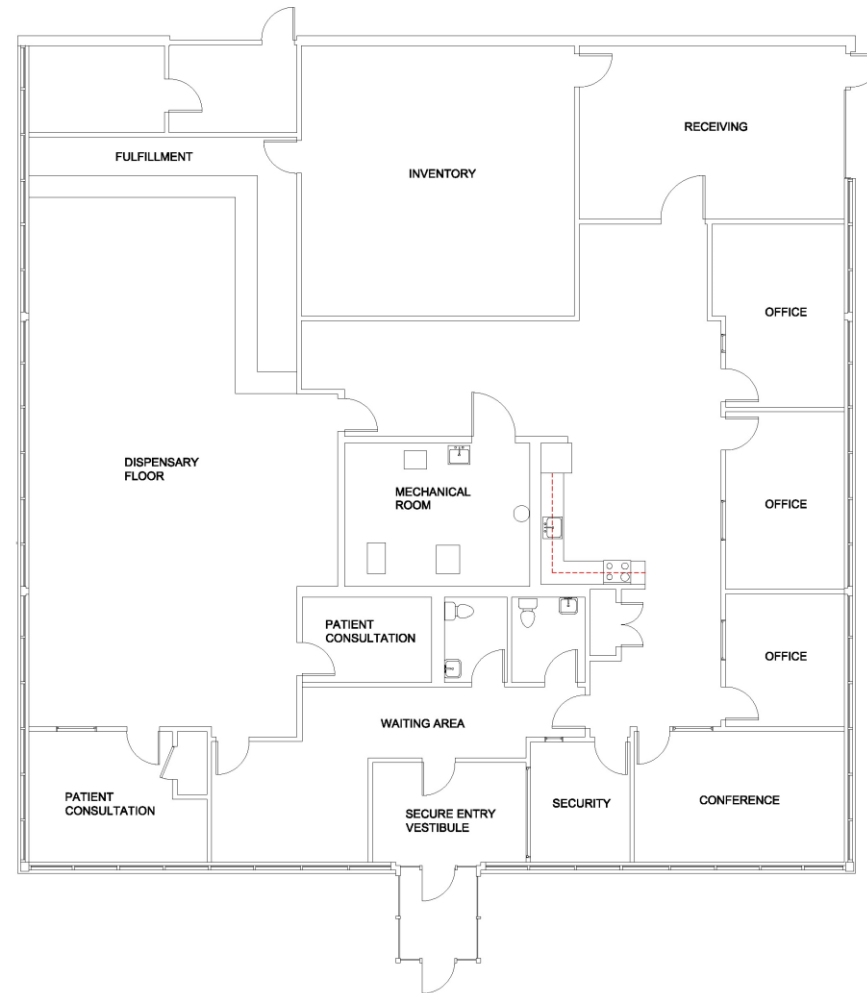 RECEIVING
FULFILLMENT
INVENTORY
OFFICE
DISPENSARY
FLOOR
MECHANICAL
ROOM
OFFICE
PATIENT
CONSULTATION
OFFICE
WAITING AREA
PATIENT
CONSULTATION
SECURE ENTRY
VESTIBULE
SECURITY
CONFERENCE